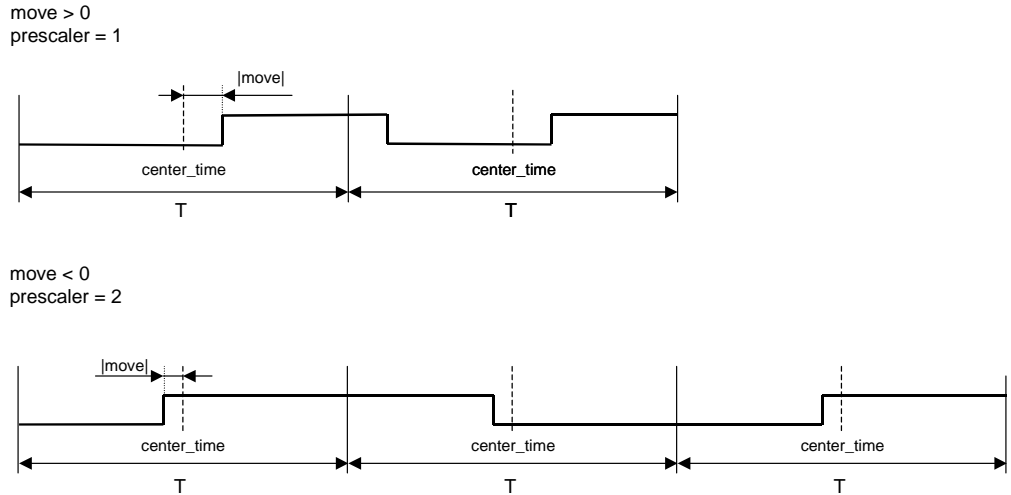 move > 0
prescaler = 1
|move|
center_time
center_time
T
T
move < 0
prescaler = 2
|move|
center_time
center_time
center_time
T
T
T